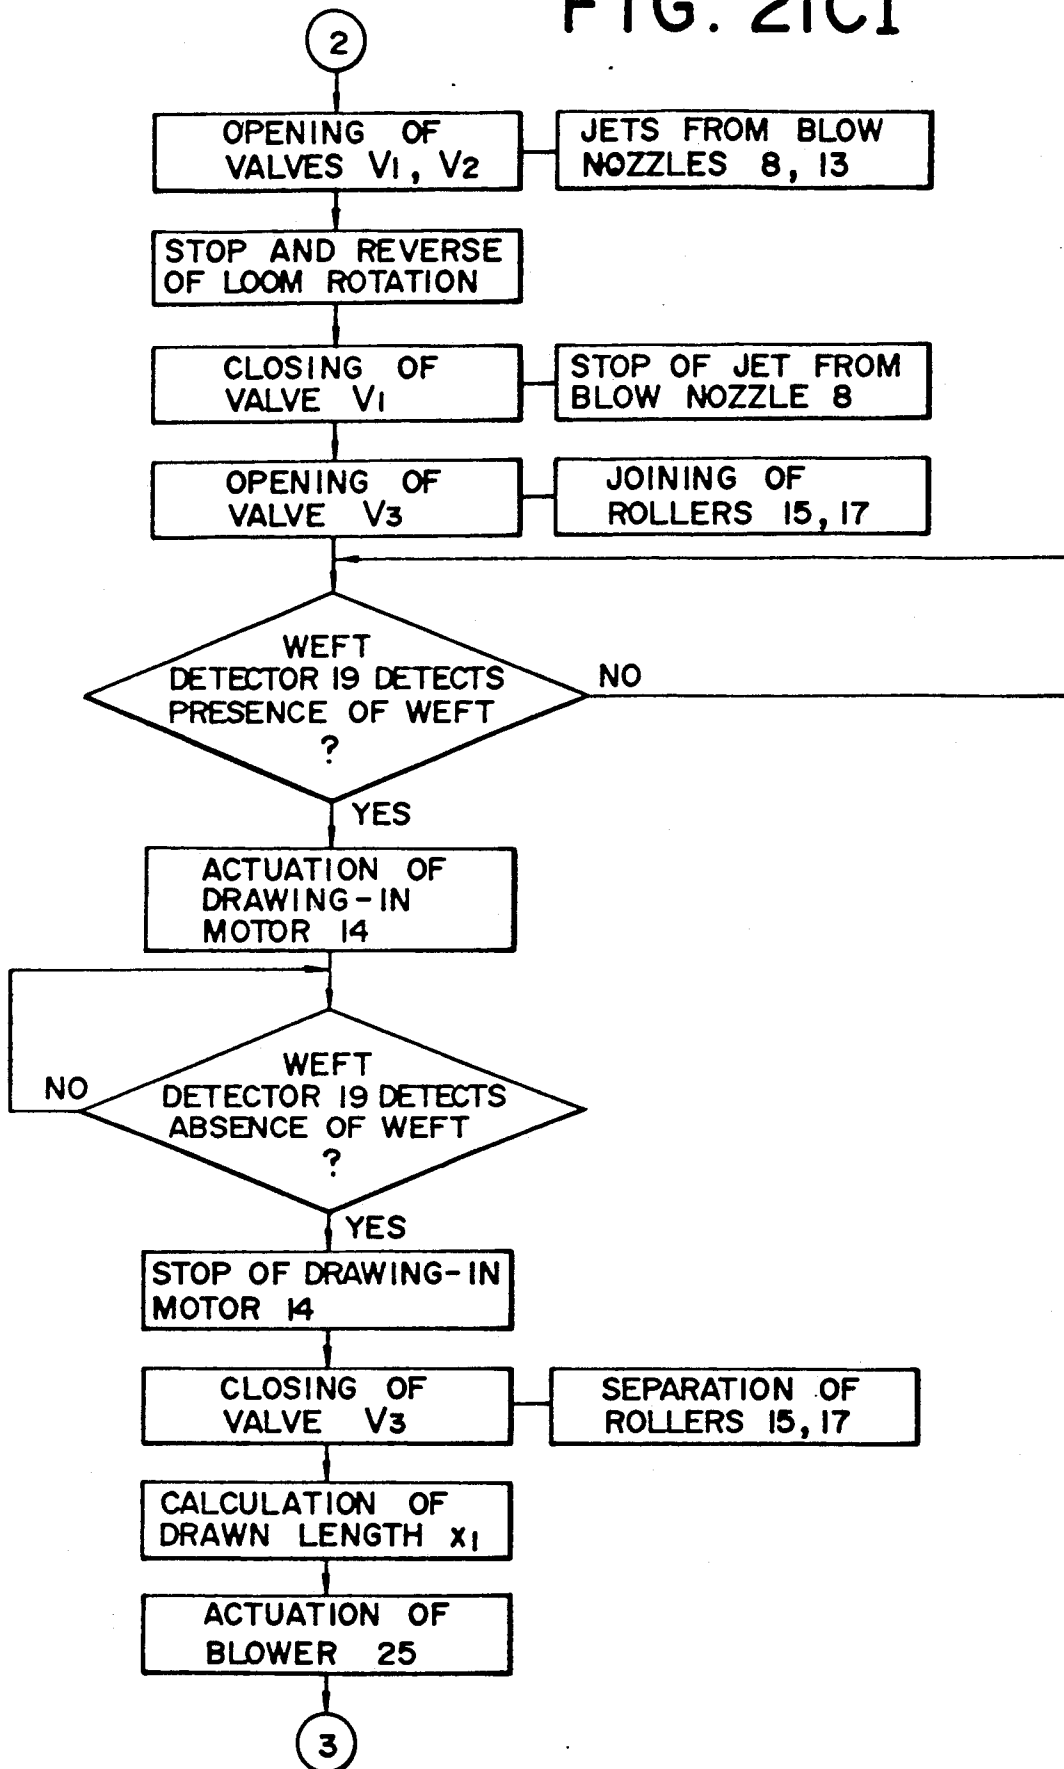 FIG. 21C1
2
OPENING OF
VALVES V1, V2
JETS FROM BLOW
NOZZLES 8, 13
STOP AND REVERSE
OF LOOM ROTATION
CLOSING OF
VALVE V1
STOP OF JET FROM
BLOW NOZZLE 8
OPENING OF
VALVE V3
JOINING OF
ROLLERS 15, 17
WEFT
DETECTOR 19 DETECTS
PRESENCE OF WEFT
?
NO
YES
ACTUATION OF
DRAWING-IN
MOTOR 14
WEFT
DETECTOR 19 DETECTS
ABSENCE OF WEFT
?
NO
YES
STOP OF DRAWING-IN
MOTOR 14
CLOSING OF
VALVE V3
SEPARATION OF
ROLLERS 15, 17
CALCULATION OF
DRAWN LENGTH x1
ACTUATION OF
BLOWER 25
3